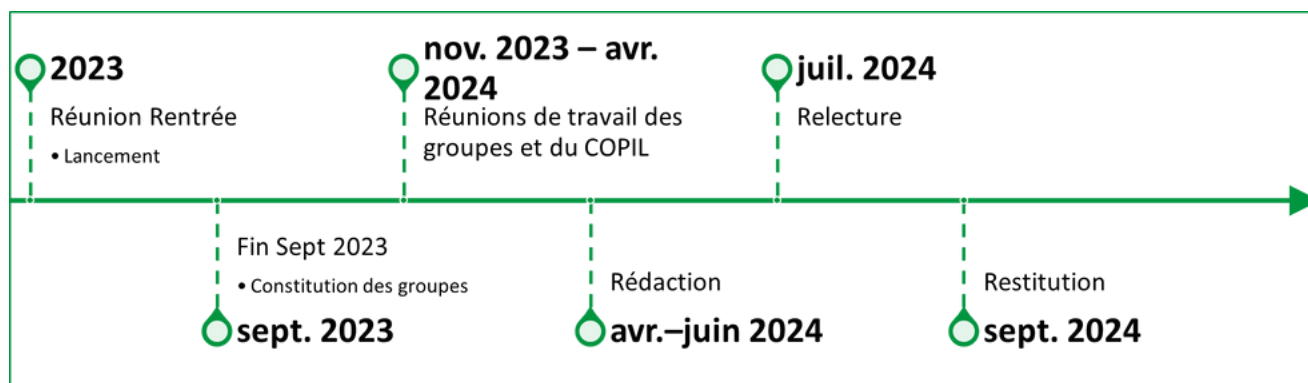 2023
Réunion Rentrée
• Lancement
Fin Sept 2023
• Constitution des groupes
sept. 2023
nov. 2023 – avr.
2024
Réunions de travail des
groupes et du COPIL
Rédaction
avr.–juin 2024
juil. 2024
Relecture
Restitution
sept. 2024